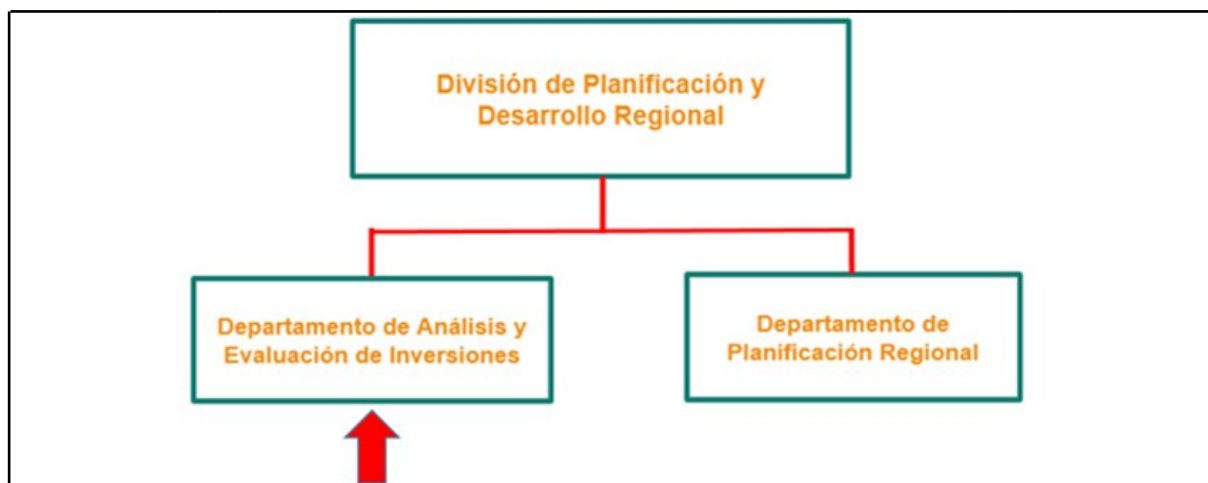 División de Planificación y
Desarrollo Regional
Departamento de Análisis y
Evaluación de Inversiones
Departamento de
Planificación Regional